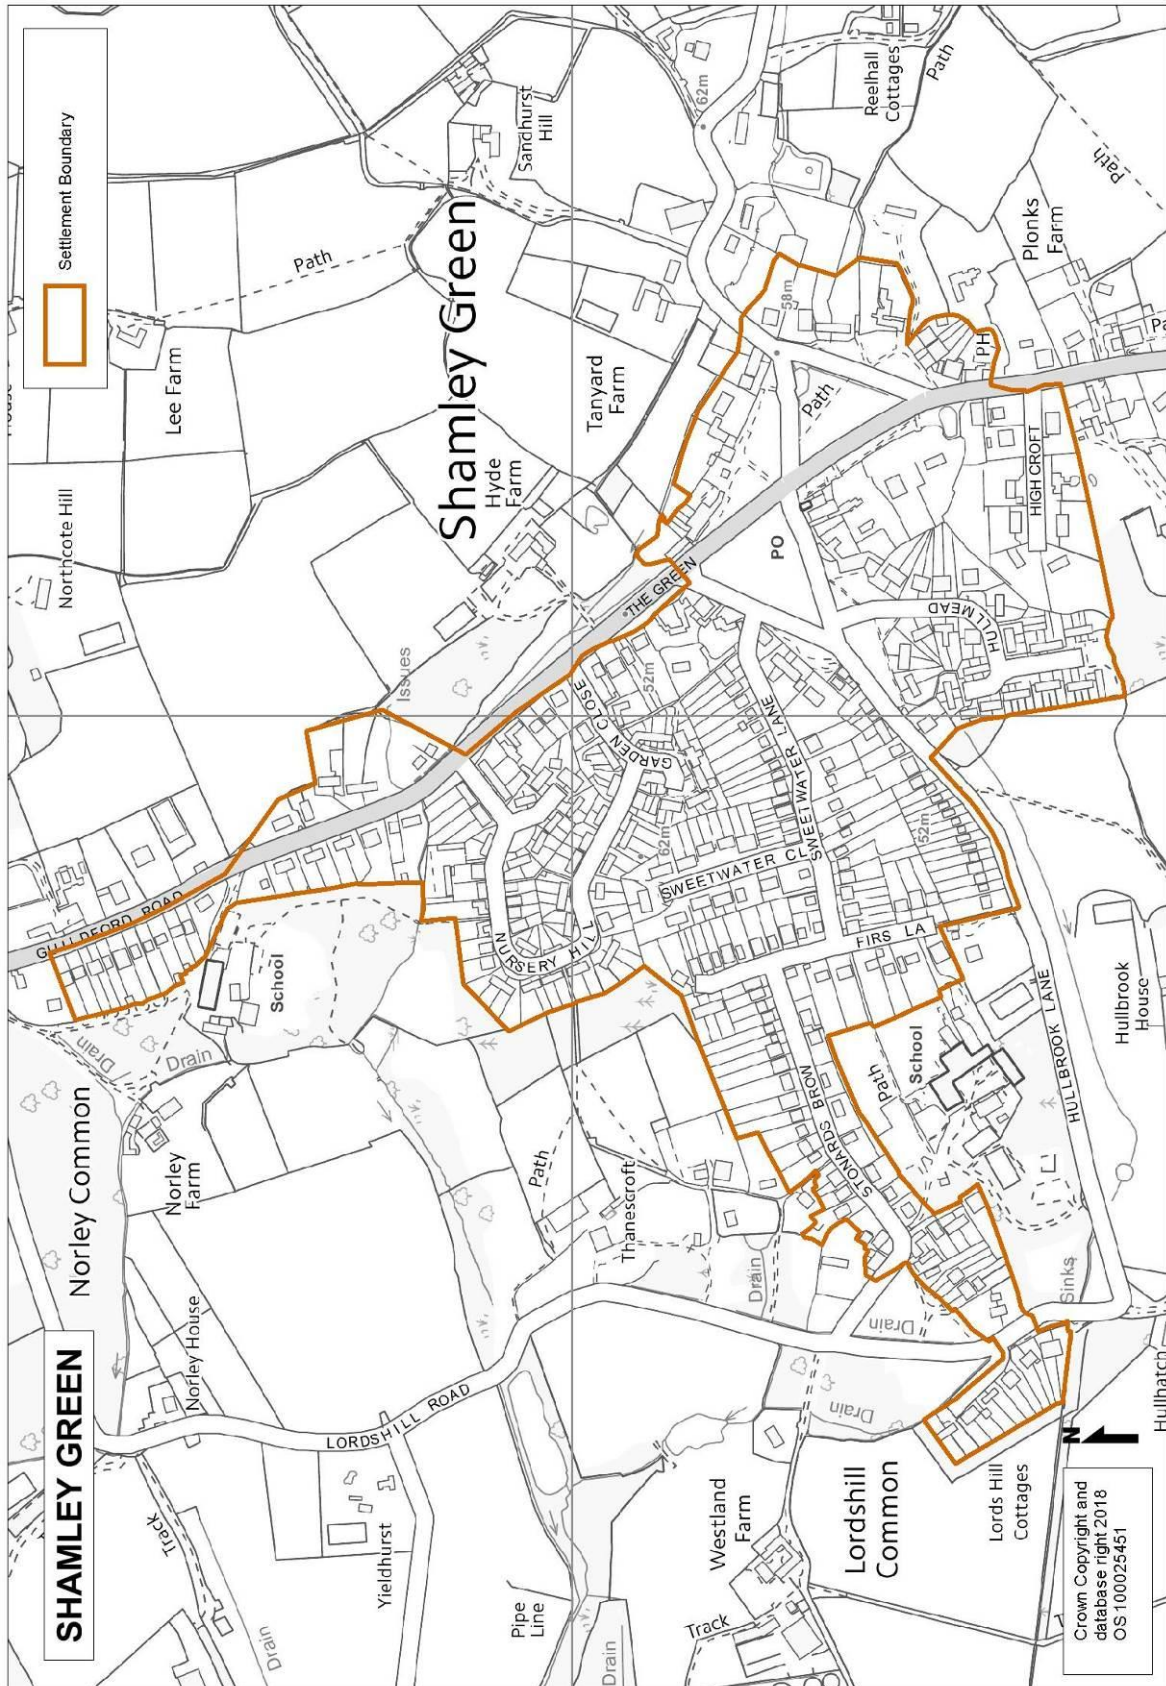 SHAMLEY GREEN
Settlement Boundary
Norley Common
Northcote Hill
Lee Farm
Path
GUILDFORD ROAD
Drain
Drain
School
Norley
Farm
Norley House
Track
Drain
Issues
Shamley Green
Hyde
Farm
Sandhurst
Hill
Tanyard
Farm
LORDSHILL ROAD
Yieldhurst
NURSERY HILL
GARDEN CLOSE
THE GREEN
52m
62m
62m
Path
Thanescroft
Pipe
Line
Drain
SWEETWATER CL
SWEETWATER LANE
PO
58m
Path
Reelhall
Cottages
Path
Path
Plonks
Farm
PH
HIGH CROFT
HULLMEAD
52m
FIRS LA
STONARDS BROW
Path
School
HULLBROOK LANE
Hullbrook
House
Drain
Drain
Drain
Sinks
Westland
Farm
Track
Lordshill
Common
Lords Hill
Cottages
Hullhatch
N
Crown Copyright and
database right 2018
OS 100025451